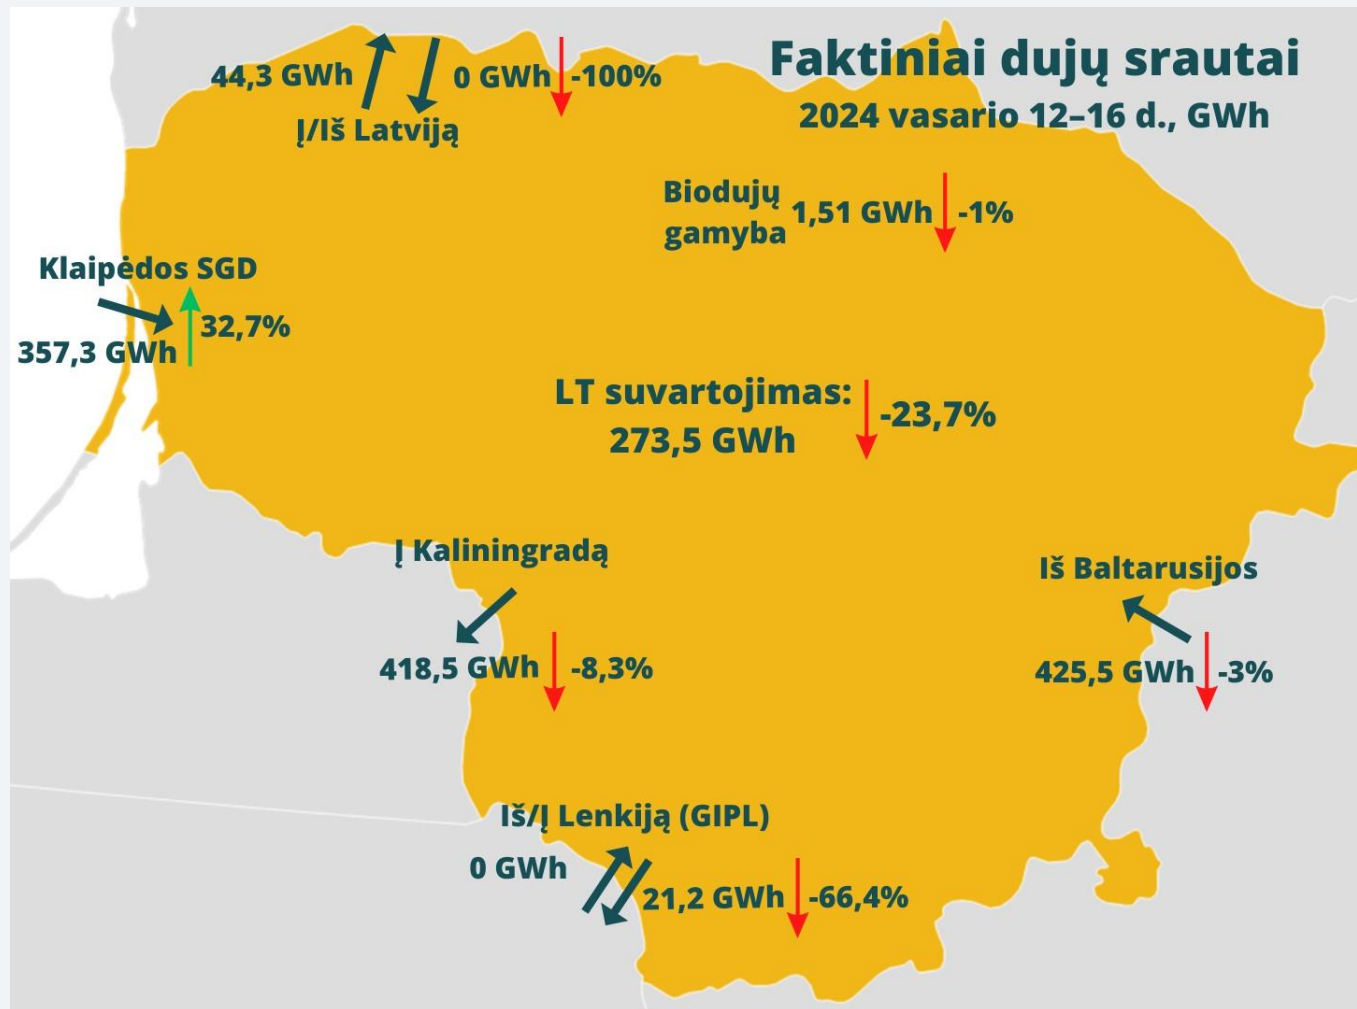 Faktiniai dujų srautai
2024 vasario 12–16 d., GWh
44,3 GWh
0 GWh
-100%
Į/Iš Latviją
Biodujų
gamyba
1,51 GWh
-1%
Klaipėdos SGD
32,7%
357,3 GWh
LT suvartojimas:
273,5 GWh
-23,7%
Į Kaliningradą
418,5 GWh
-8,3%
Iš Baltarusijos
425,5 GWh
-3%
Iš/Į Lenkiją (GIPL)
0 GWh
21,2 GWh
-66,4%